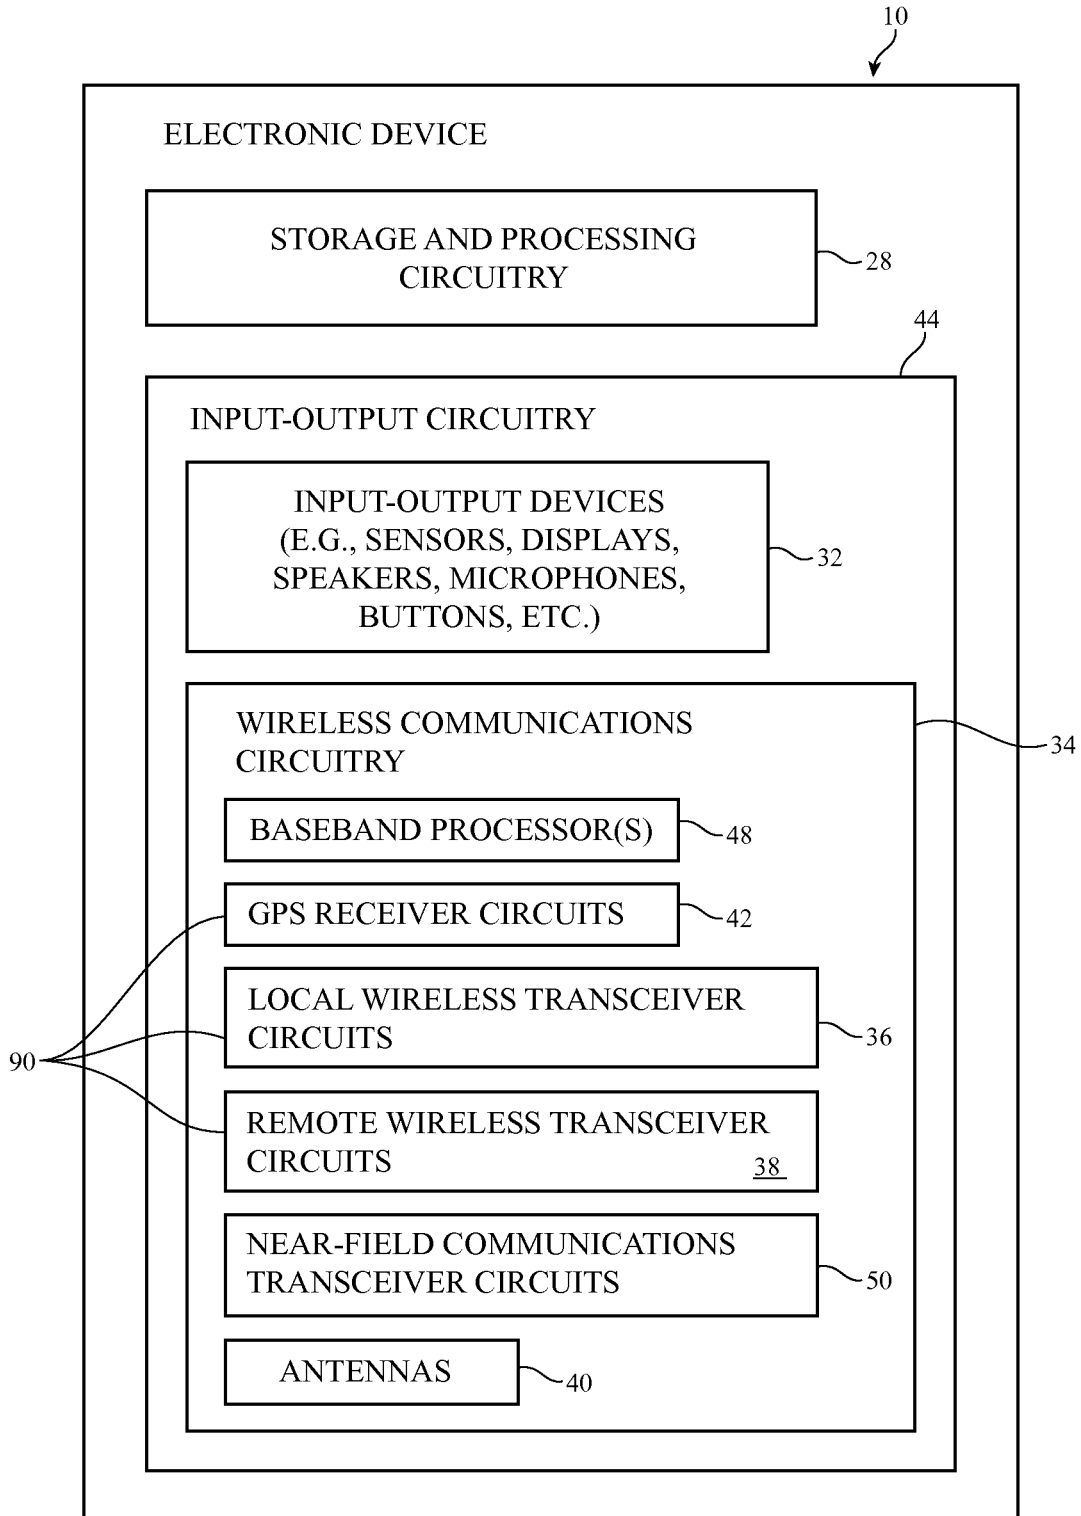 10
ELECTRONIC DEVICE
STORAGE AND PROCESSING
CIRCUITRY
28
44
INPUT-OUTPUT CIRCUITRY
INPUT-OUTPUT DEVICES
(E.G., SENSORS, DISPLAYS,
SPEAKERS, MICROPHONES,
BUTTONS, ETC.)
32
WIRELESS COMMUNICATIONS
CIRCUITRY
34
BASEBAND PROCESSOR(S)
48
GPS RECEIVER CIRCUITS
42
LOCAL WIRELESS TRANSCEIVER
CIRCUITS
36
90
REMOTE WIRELESS TRANSCEIVER
CIRCUITS
38
NEAR-FIELD COMMUNICATIONS
TRANSCEIVER CIRCUITS
50
ANTENNAS
40